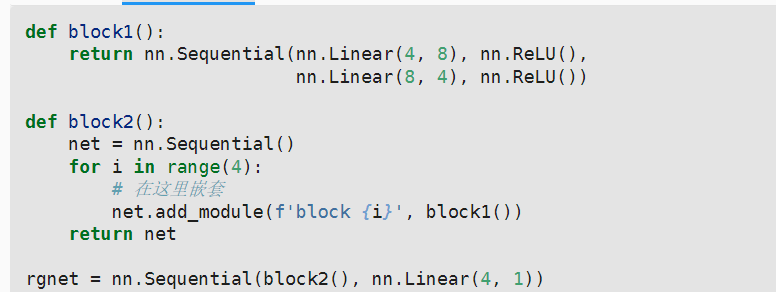 def block1():
    return nn.Sequential(nn.Linear(4, 8), nn.ReLU(),
                         nn.Linear(8, 4), nn.ReLU())

def block2():
    net = nn.Sequential()
    for i in range(4):
        # 在这里嵌套
        net.add_module(f'block {i}', block1())
    return net

rgnet = nn.Sequential(block2(), nn.Linear(4, 1))